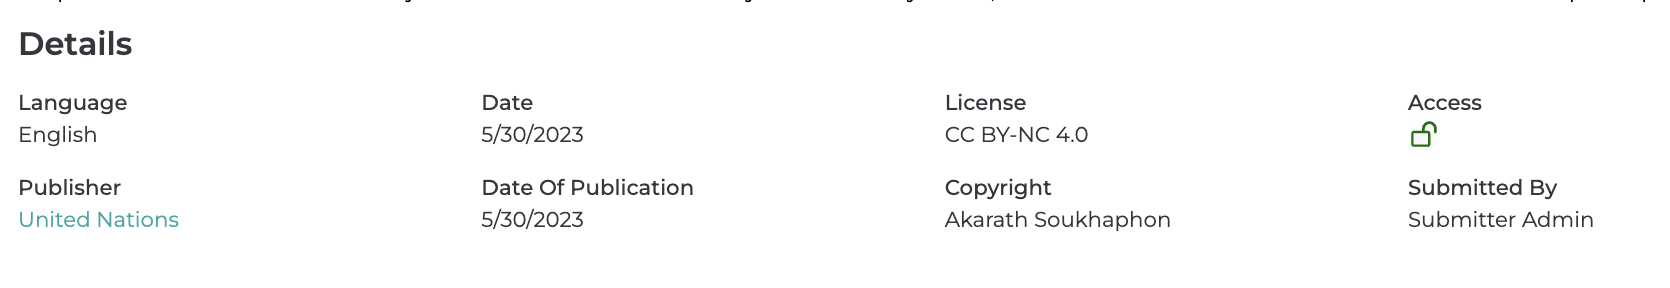 Details
Language
English
Date
5/30/2023
License
CC BY-NC 4.0
Access
Publisher
United Nations
Date Of Publication
5/30/2023
Copyright
Akarath Soukhaphon
Submitted By
Submitter Admin